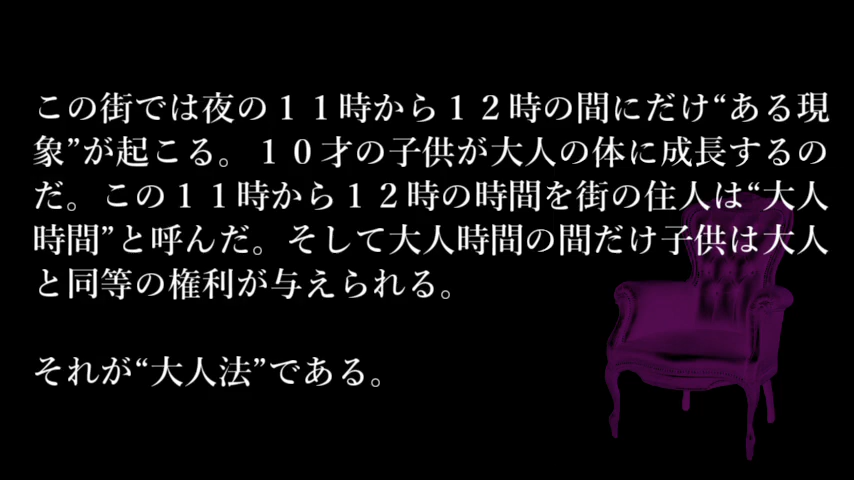 この街では夜の１１時から１２時の間にだけ“ある現
象”が起こる。１０才の子供が大人の体に成長するの
だ。この１１時から１２時の時間を街の住人は“大人
時間”と呼んだ。そして大人時間の間だけ子供は大人
と同等の権利が与えられる。
それが“大人法”である。